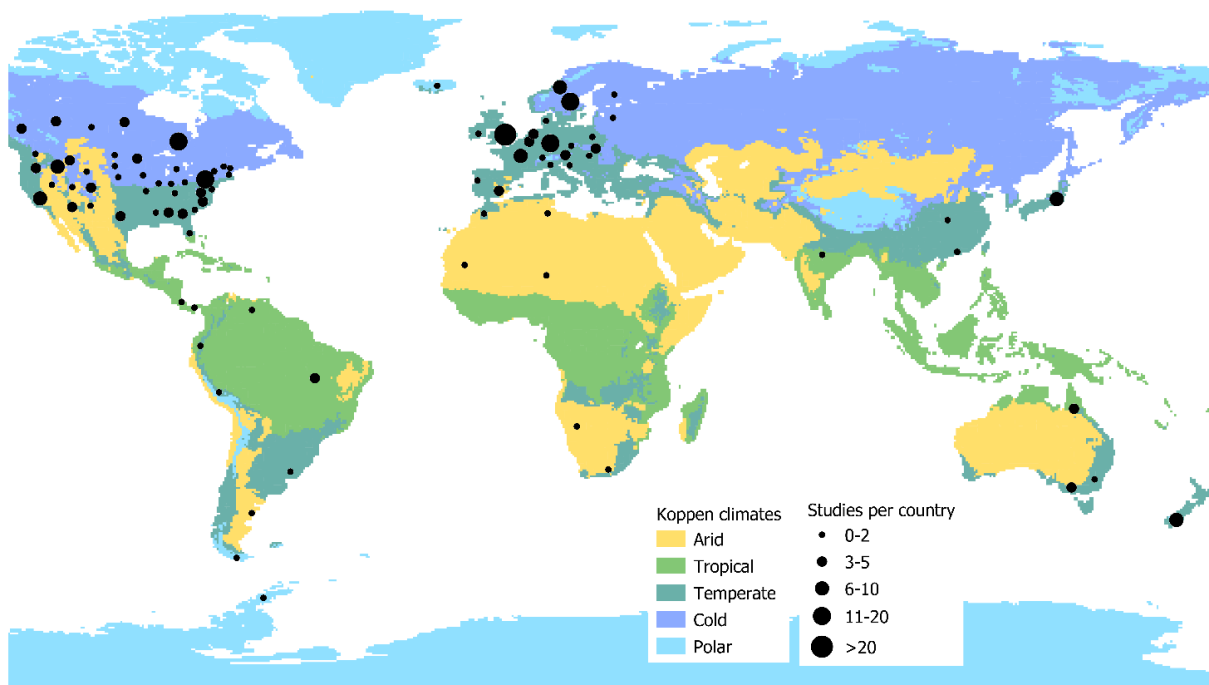 Koppen climates
Arid
Tropical
Temperate
Cold
Polar
Studies per country
0-2
3-5
6-10
11-20
>20